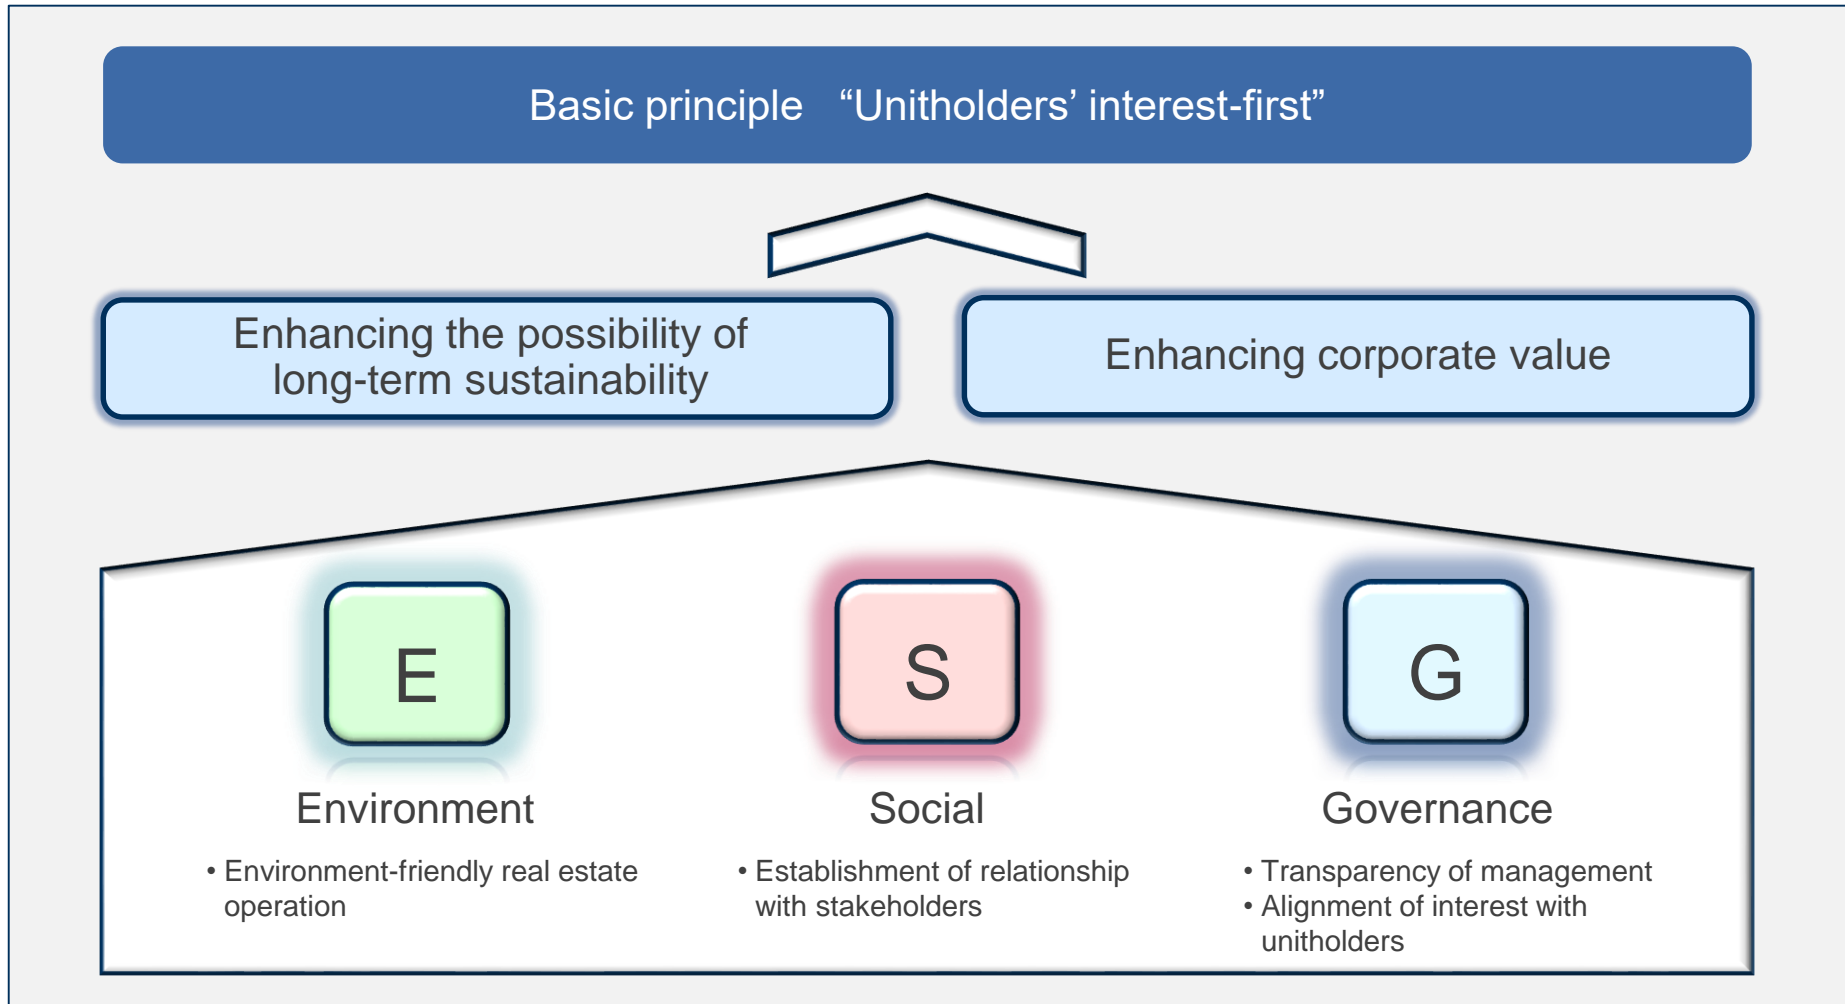 Basic principle “Unitholders’ interest-first”
Enhancing the possibility of
long-term sustainability
Enhancing corporate value
E
S
G
Environment
Social
Governance
• Environment-friendly real estate
operation
• Establishment of relationship
with stakeholders
• Transparency of management
• Alignment of interest with
unitholders